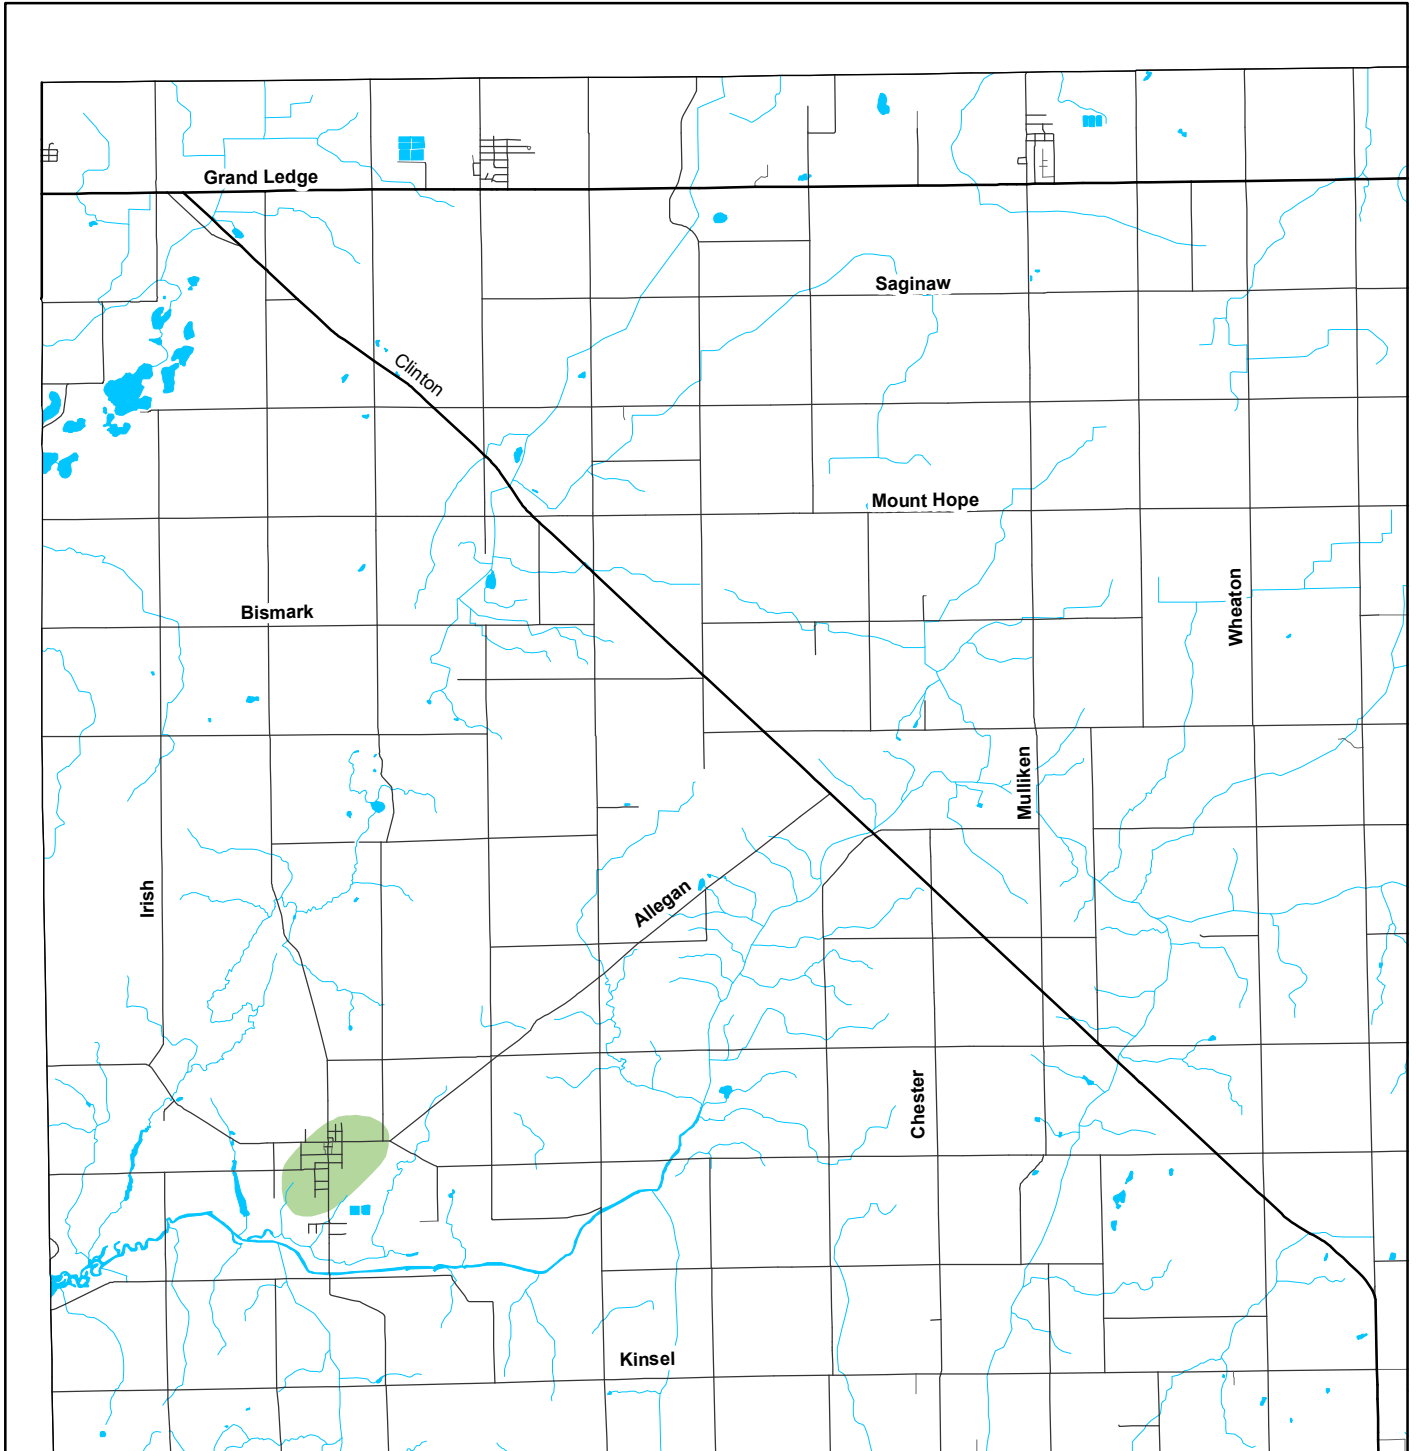 Grand Ledge
Saginaw
Clinton
Mount Hope
Bismark
Wheaton
Mulliken
Irish
Allegan
Chester
Kinsel